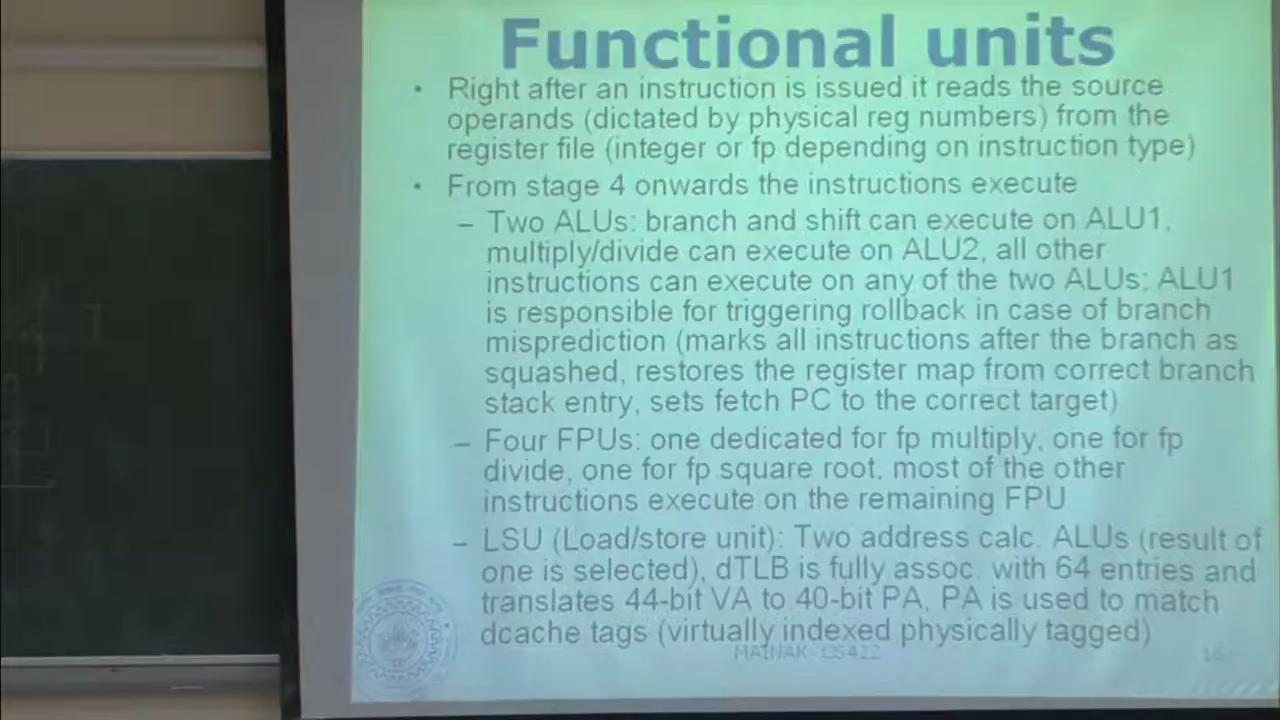 Functional units
• Right after an instruction is issued it reads the source
operands (dictated by physical reg numbers) from the
register file (integer or fp depending on instruction type)
• From stage 4 onwards the instructions execute
– Two ALUs: branch and shift can execute on ALU1,
multiply/divide can execute on ALU2, all other
instructions can execute on any of the two ALUs; ALU1
is responsible for triggering rollback in case of branch
misprediction (marks all instructions after the branch as
squashed, restores the register map from correct branch
stack entry, sets fetch PC to the correct target)
– Four FPUs: one dedicated for fp multiply, one for fp
divide, one for fp square root, most of the other
instructions execute on the remaining FPU
– LSU (Load/store unit): Two address calc. ALUs (result of
one is selected), dTLB is fully assoc. with 64 entries and
translates 44-bit VA to 40-bit PA, PA is used to match
dcache tags (virtually indexed physically tagged)
MAINAK CS422